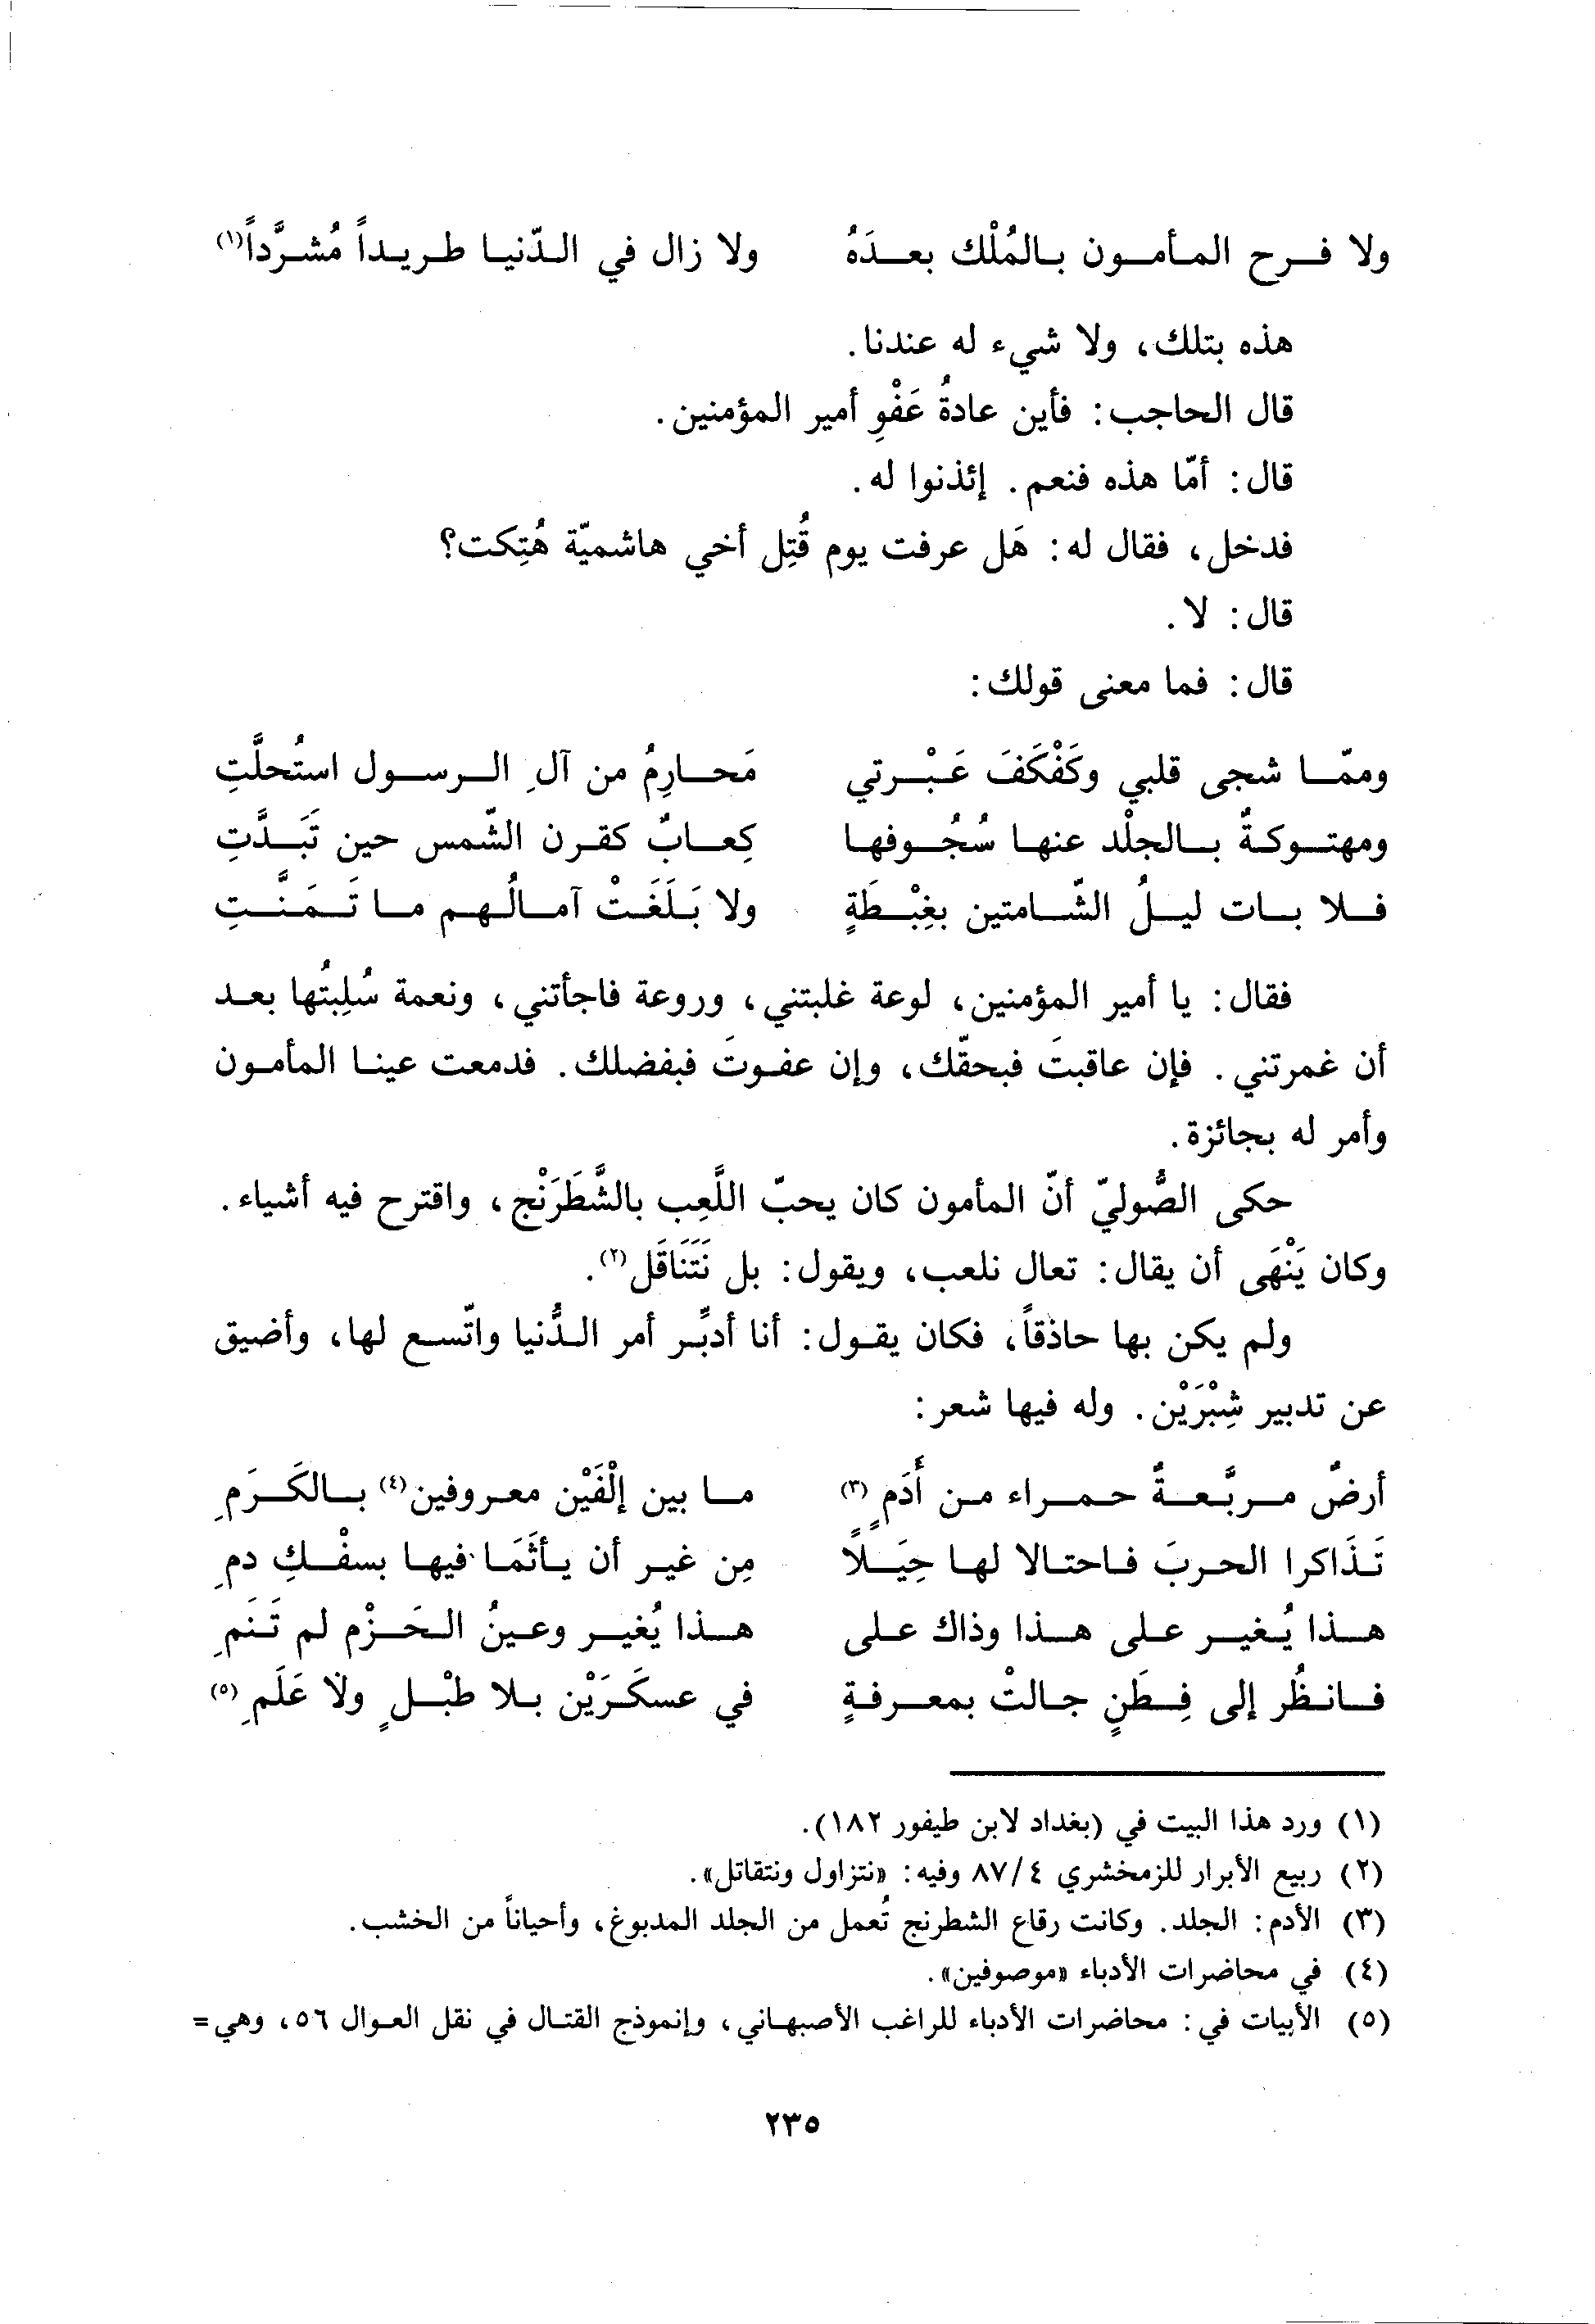 ولا فرح المأمون بالمُلْك بعدَهُ ولا زال في الدّنيا طريداً مُشرَّداً(١)
هذه بتلك، ولا شيء له عندنا.
قال الحاجب: فأين عادةُ عَفْوِ أمير المؤمنين.
قال: أمّا هذه فنعم. إئذنوا له.
فدخل، فقال له: هَل عرفت يوم قُتِل أخي هاشميّة هُتِكت؟
قال: لا.
قال: فما معنى قولك:
وممّا شجى قلبي وكَفْكَفَ عَبْرتي مَحارِمُ من آلِ الرسول استُحلَّتِ
ومهتوكةٌ بالجلْد عنها سُجُوفها كِعابٌ كقرن الشّمس حين تَبَدَّتِ
فلا بات ليلُ الشّامتين بغِبْطَةٍ ولا بَلَغَتْ آمالُهم ما تَمَنَّتِ
فقال: يا أمير المؤمنين، لوعة غلبتني، وروعة فاجأتني، ونعمة سُلِبتُها بعد
أن غمرتني. فإن عاقبتَ فبحقّك، وإن عفوتَ فبفضلك. فدمعت عينا المأمون
وأمر له بجائزة.
حكى الصُّوليّ أنّ المأمون كان يحبّ اللَّعِب بالشَّطَرَنْج، واقترح فيه أشياء.
وكان يَنْهَى أن يقال: تعال نلعب، ويقول: بل نَتَنَاقَل(٢).
ولم يكن بها حاذقاً، فكان يقول: أنا أدبِّر أمر الدُّنيا واتّسع لها، وأضيق
عن تدبير شِبْرَيْن. وله فيها شعر:
أرضٌ مربَّعةٌ حمراء من أَدَمٍ(٣) ما بين إلْفَيْن معروفين(٤) بالكَرَمِ
تَذَاكرا الحربَ فاحتالا لها حِيَلًا مِن غير أن يأثَمَا فيها بسفْكِ دمِ
هذا يُغير على هذا وذاك على هذا يُغير وعينُ الحَزْم لم تَنَمِ
فانظُر إلى فِطَنٍ جالتْ بمعرفةٍ في عسكَرَيْن بلا طبْلٍ ولا عَلَمِ(٥)
(١) ورد هذا البيت في (بغداد لابن طيفور ١٨٢).
(٢) ربيع الأبرار للزمخشري ٨٧/٤ وفيه: «نتزاول ونتقاتل».
(٣) الأدم: الجلد. وكانت رقاع الشطرنج تُعمل من الجلد المدبوغ، وأحياناً من الخشب.
(٤) في محاضرات الأدباء «موصوفين».
(٥) الأبيات في: محاضرات الأدباء للراغب الأصبهاني، وإنموذج القتال في نقل العوال ٥٦، وهي=
٢٣٥